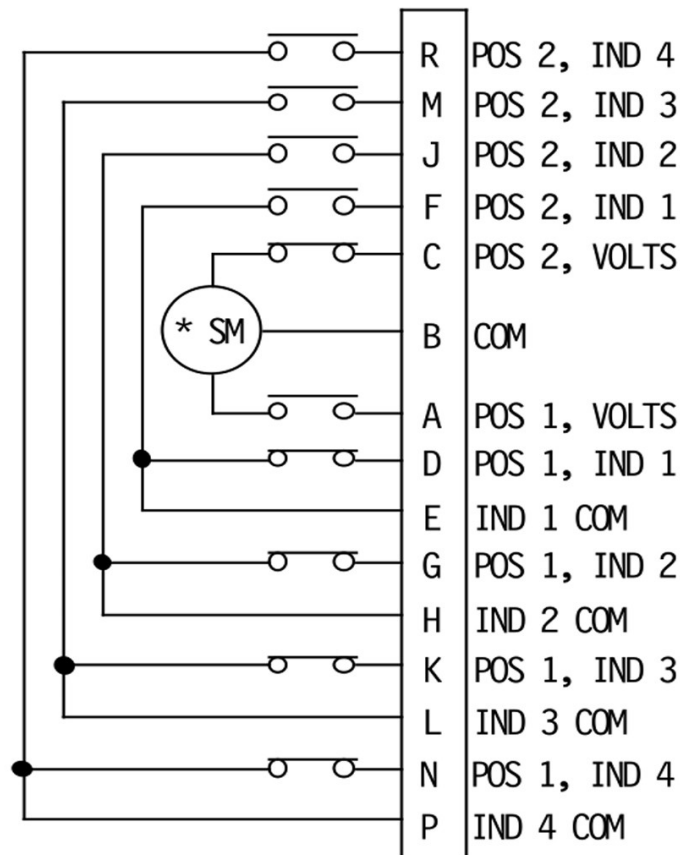 R POS 2, IND 4
M POS 2, IND 3
J POS 2, IND 2
F POS 2, IND 1
C POS 2, VOLTS
* SM
B COM
A POS 1, VOLTS
D POS 1, IND 1
E IND 1 COM
G POS 1, IND 2
H IND 2 COM
K POS 1, IND 3
L IND 3 COM
N POS 1, IND 4
P IND 4 COM